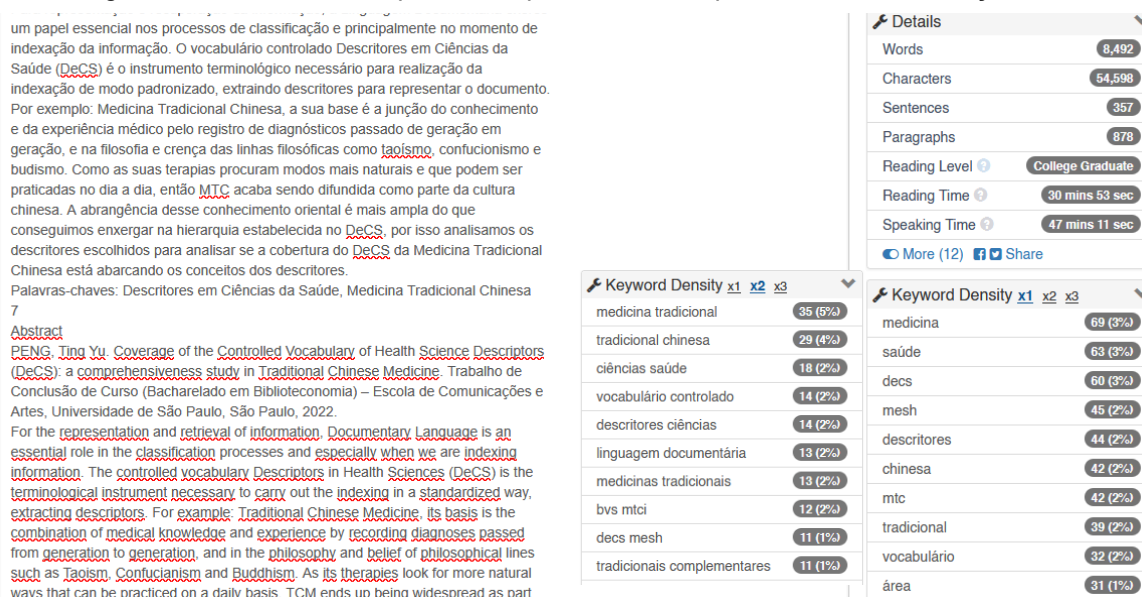 um papel essencial nos processos de classificação e principalmente no momento de
indexação da informação. O vocabulário controlado Descritores em Ciências da
Saúde (DeCS) é o instrumento terminológico necessário para realização da
indexação de modo padronizado, extraindo descritores para representar o documento.
Por exemplo: Medicina Tradicional Chinesa, a sua base é a junção do conhecimento
e da experiência médico pelo registro de diagnósticos passado de geração em
geração, e na filosofia e crença das linhas filosóficas como taoísmo, confucionismo e
budismo. Como as suas terapias procuram modos mais naturais e que podem ser
praticadas no dia a dia, então MTC acaba sendo difundida como parte da cultura
chinesa. A abrangência desse conhecimento oriental é mais ampla do que
conseguimos enxergar na hierarquia estabelecida no DeCS, por isso analisamos os
descritores escolhidos para analisar se a cobertura do DeCS da Medicina Tradicional
Chinesa está abarcando os conceitos dos descritores.
Palavras-chaves: Descritores em Ciências da Saúde, Medicina Tradicional Chinesa
7
Abstract
PENG, Ting Yu. Coverage of the Controlled Vocabulary of Health Science Descriptors
(DeCS): a comprehensiveness study in Traditional Chinese Medicine. Trabalho de
Conclusão de Curso (Bacharelado em Biblioteconomia) – Escola de Comunicações e
Artes, Universidade de São Paulo, São Paulo, 2022.
For the representation and retrieval of information, Documentary Language is an
essential role in the classification processes and especially when we are indexing
information. The controlled vocabulary Descriptors in Health Sciences (DeCS) is the
terminological instrument necessary to carry out the indexing in a standardized way,
extracting descriptors. For example: Traditional Chinese Medicine, its basis is the
combination of medical knowledge and experience by recording diagnoses passed
from generation to generation, and in the philosophy and belief of philosophical lines
such as Taoism, Confucianism and Buddhism. As its therapies look for more natural
ways that can be practiced on a daily basis, TCM ends up being widespread as part
Keyword Density x1 x2 x3
medicina tradicional 35 (5%)
tradicional chinesa 29 (4%)
ciências saúde 18 (2%)
vocabulário controlado 14 (2%)
descritores ciências 14 (2%)
linguagem documentária 13 (2%)
medicinas tradicionais 13 (2%)
bvs mtci 12 (2%)
decs mesh 11 (1%)
tradicionais complementares 11 (1%)
Details
Words 8,492
Characters 54,598
Sentences 357
Paragraphs 878
Reading Level College Graduate
Reading Time 30 mins 53 sec
Speaking Time 47 mins 11 sec
More (12) Share
Keyword Density x1 x2 x3
medicina 69 (3%)
saúde 63 (3%)
decs 60 (3%)
mesh 45 (2%)
descritores 44 (2%)
chinesa 42 (2%)
mtc 42 (2%)
tradicional 39 (2%)
vocabulário 32 (2%)
área 31 (1%)